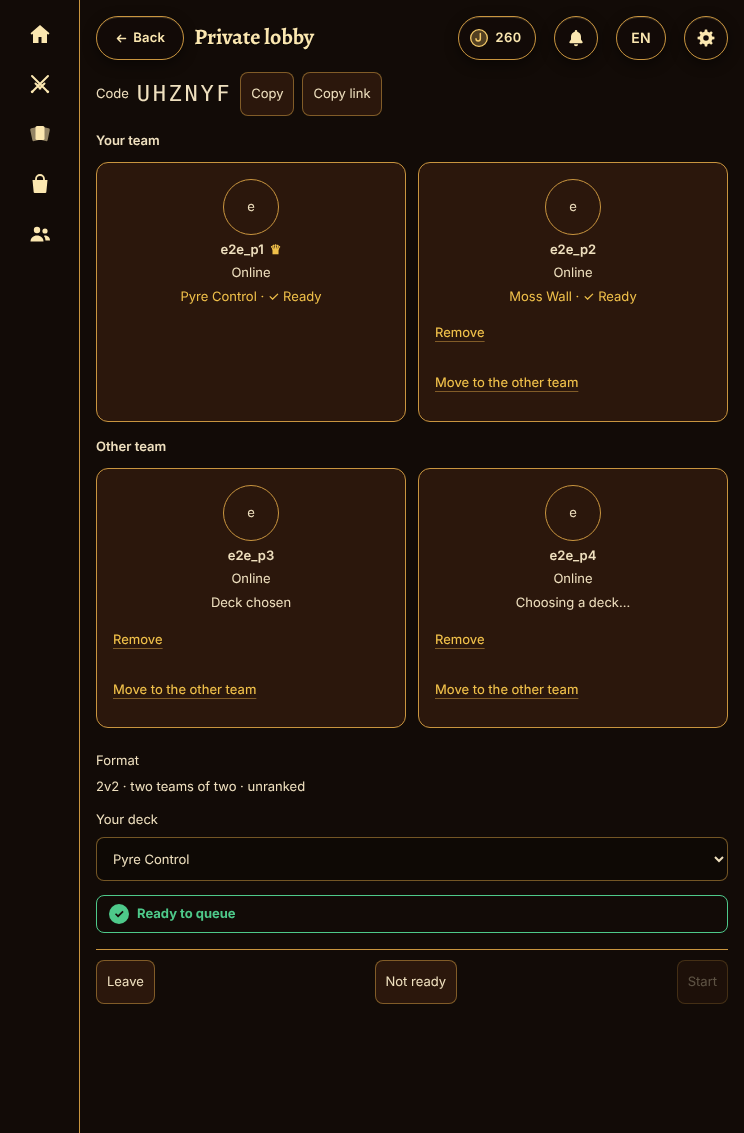 ← Back
Private lobby
J 260
EN
Code UHZNYF Copy Copy link
Your team
e
e2e_p1
Online
Pyre Control · ✓ Ready
e
e2e_p2
Online
Moss Wall · ✓ Ready
Remove
Move to the other team
Other team
e
e2e_p3
Online
Deck chosen
Remove
Move to the other team
e
e2e_p4
Online
Choosing a deck...
Remove
Move to the other team
Format
2v2 · two teams of two · unranked
Your deck
Pyre Control
Ready to queue
Leave
Not ready
Start